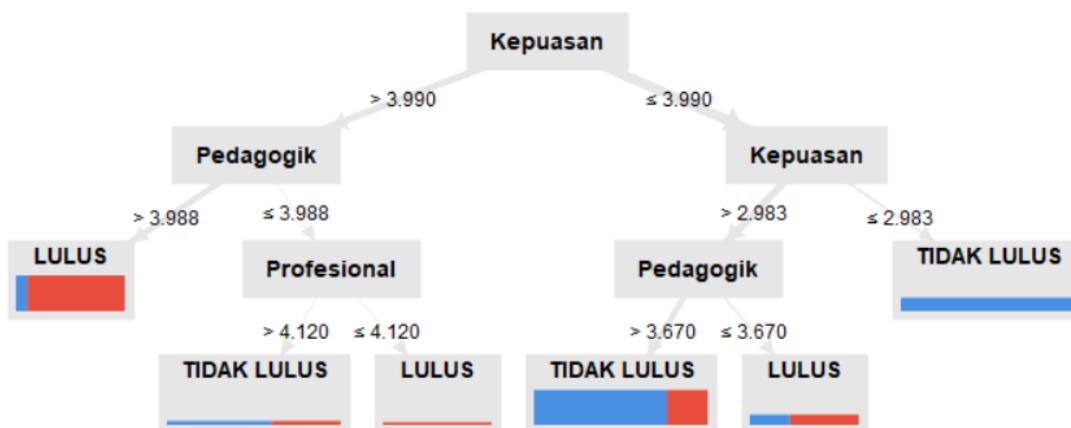 Kepuasan
> 3.990
≤ 3.990
Pedagogik
Kepuasan
> 3.988
≤ 3.988
> 2.983
≤ 2.983
LULUS
Profesional
Pedagogik
TIDAK LULUS
> 4.120
≤ 4.120
> 3.670
≤ 3.670
TIDAK LULUS
LULUS
TIDAK LULUS
LULUS